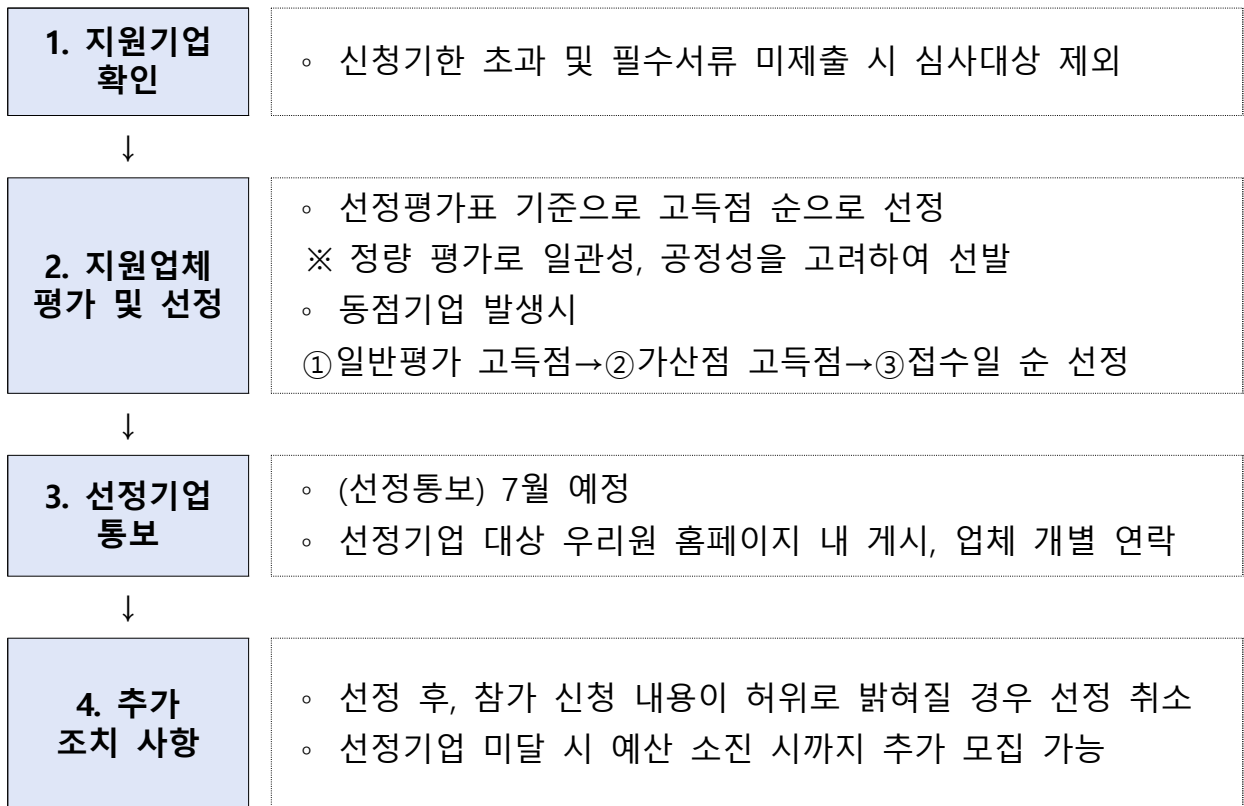 1. 지원기업
확인
◦ 신청기한 초과 및 필수서류 미제출 시 심사대상 제외
↓
2. 지원업체
평가 및 선정
◦ 선정평가표 기준으로 고득점 순으로 선정
※ 정량 평가로 일관성, 공정성을 고려하여 선발
◦ 동점기업 발생시
①일반평가 고득점→②가산점 고득점→③접수일 순 선정
↓
3. 선정기업
통보
◦ (선정통보) 7월 예정
◦ 선정기업 대상 우리원 홈페이지 내 게시, 업체 개별 연락
↓
4. 추가
조치 사항
◦ 선정 후, 참가 신청 내용이 허위로 밝혀질 경우 선정 취소
◦ 선정기업 미달 시 예산 소진 시까지 추가 모집 가능